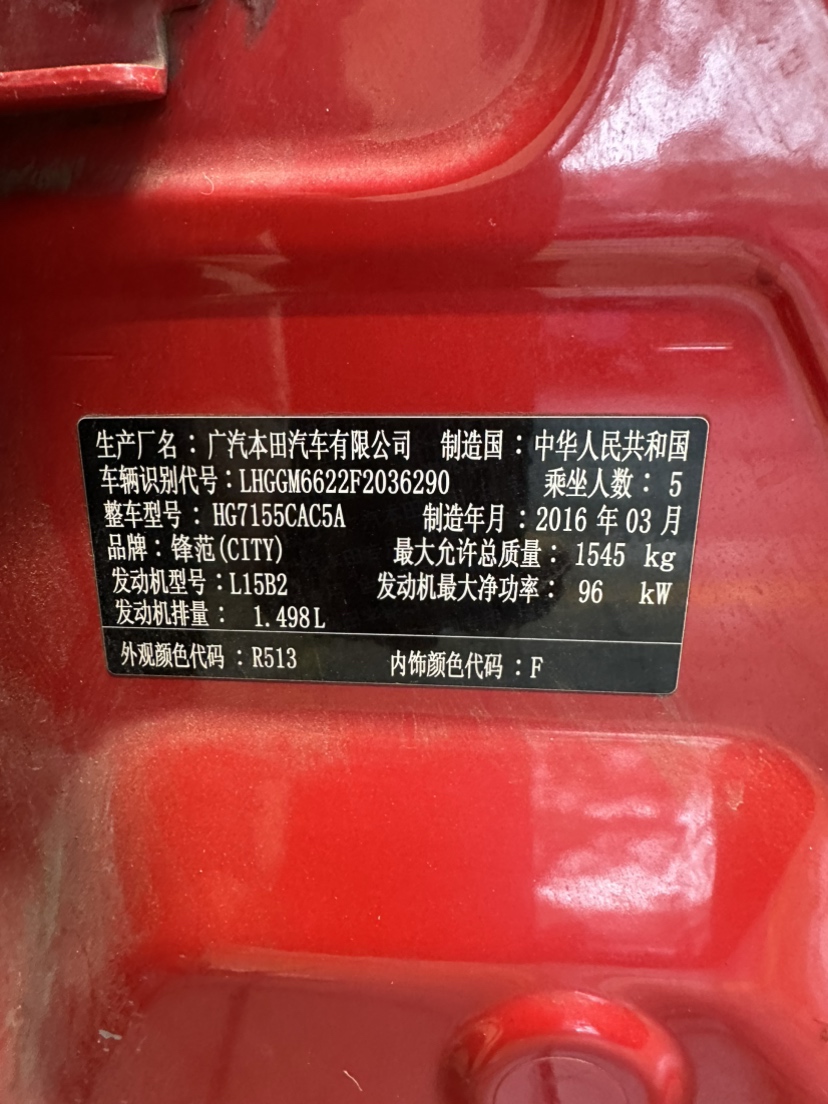 生产厂名：广汽本田汽车有限公司 制造国：中华人民共和国
车辆识别代号：LHGGM6622F2036290 乘坐人数：5
整车型号：HG7155CAC5A 制造年月：2016 年 03 月
品牌：锋范(CITY) 最大允许总质量：1545 kg
发动机型号：L15B2 发动机最大净功率：96 kW
发动机排量：1.498L
外观颜色代码：R513 内饰颜色代码：F